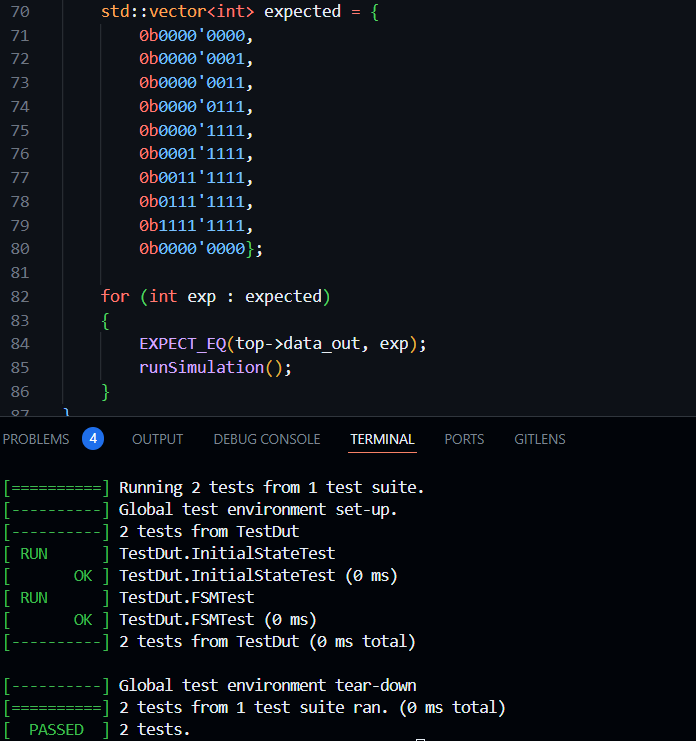 70 std::vector<int> expected = {
71 0b0000'0000,
72 0b0000'0001,
73 0b0000'0011,
74 0b0000'0111,
75 0b0000'1111,
76 0b0001'1111,
77 0b0011'1111,
78 0b0111'1111,
79 0b1111'1111,
80 0b0000'0000};
81
82 for (int exp : expected)
83 {
84 EXPECT_EQ(top->data_out, exp);
85 runSimulation();
86 }
87 }
PROBLEMS 4 OUTPUT DEBUG CONSOLE TERMINAL PORTS GITLENS
[==========] Running 2 tests from 1 test suite.
[----------] Global test environment set-up.
[----------] 2 tests from TestDut
[ RUN      ] TestDut.InitialStateTest
[       OK ] TestDut.InitialStateTest (0 ms)
[ RUN      ] TestDut.FSMTest
[       OK ] TestDut.FSMTest (0 ms)
[----------] 2 tests from TestDut (0 ms total)
[----------] Global test environment tear-down
[==========] 2 tests from 1 test suite ran. (0 ms total)
[  PASSED  ] 2 tests.